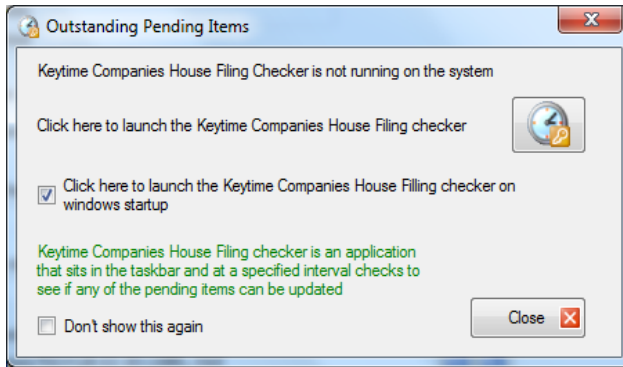 Outstanding Pending Items
Keytime Companies House Filing Checker is not running on the system
Click here to launch the Keytime Companies House Filing checker
Click here to launch the Keytime Companies House Filling checker on
windows startup
Keytime Companies House Filing checker is an application
that sits in the taskbar and at a specified interval checks to
see if any of the pending items can be updated
Don't show this again
Close